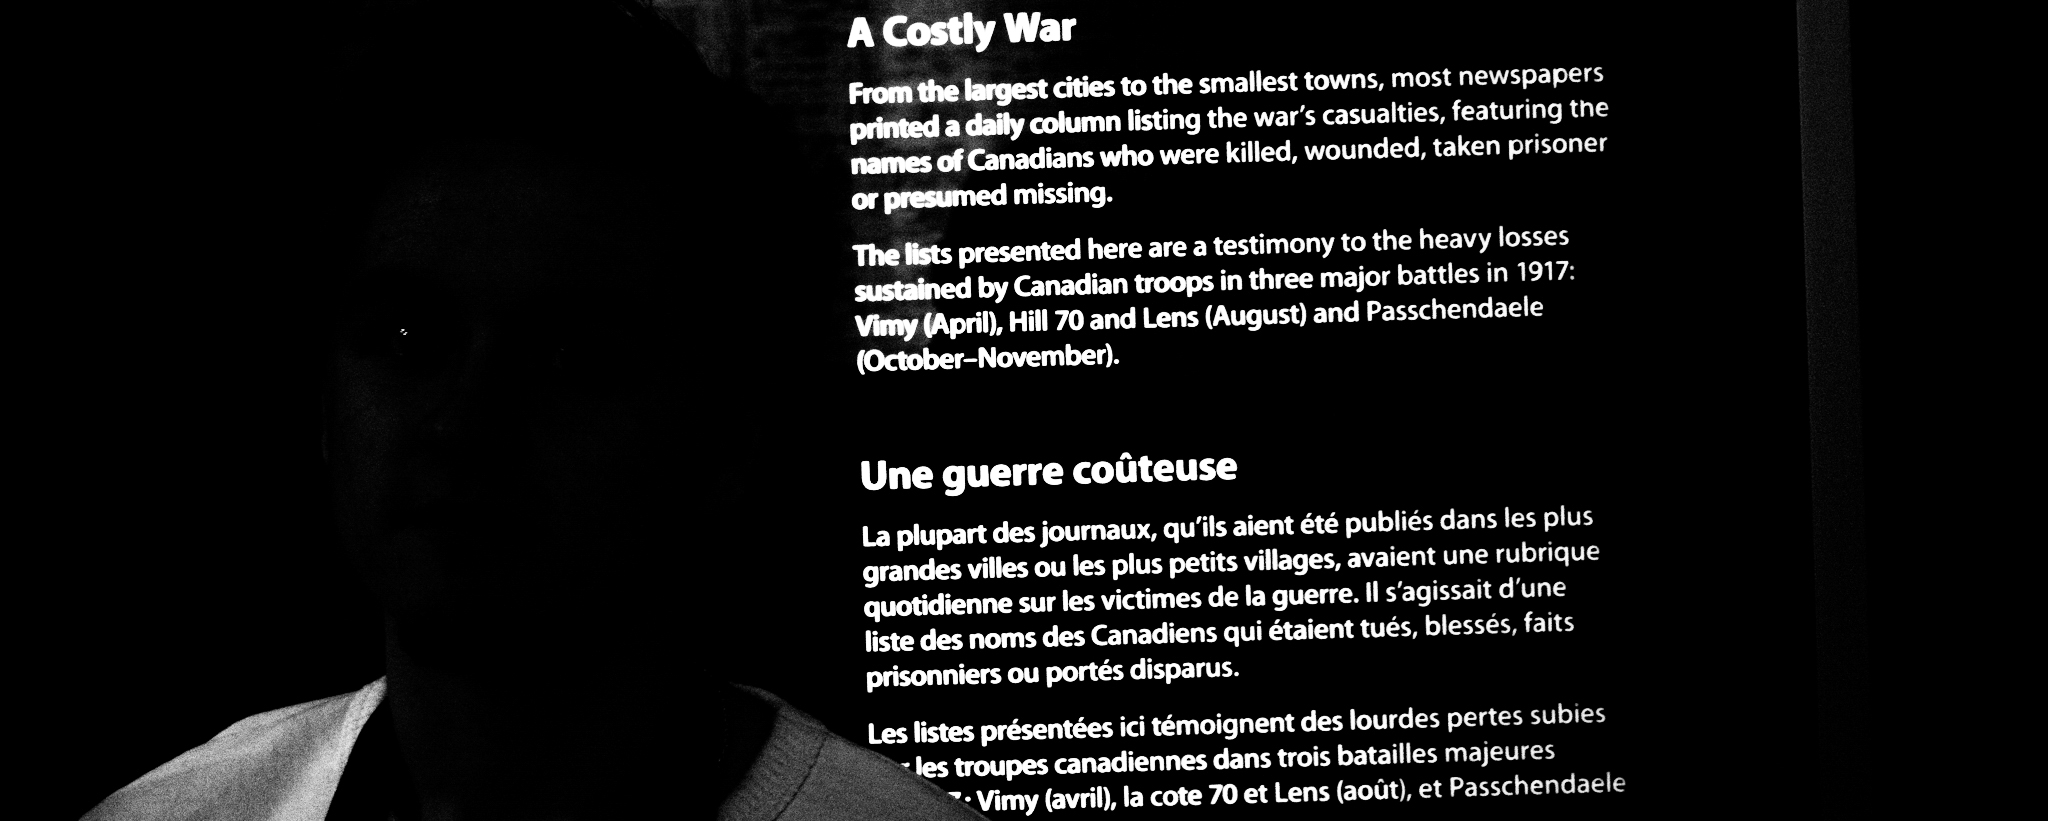 A Costly War
From the largest cities to the smallest towns, most newspapers
printed a daily column listing the war's casualties, featuring the
names of Canadians who were killed, wounded, taken prisoner
or presumed missing.
The lists presented here are a testimony to the heavy losses
sustained by Canadian troops in three major battles in 1917:
Vimy (April), Hill 70 and Lens (August) and Passchendaele
(October–November).
Une guerre coûteuse
La plupart des journaux, qu'ils aient été publiés dans les plus
grandes villes ou les plus petits villages, avaient une rubrique
quotidienne sur les victimes de la guerre. Il s'agissait d'une
liste des noms des Canadiens qui étaient tués, blessés, faits
prisonniers ou portés disparus.
Les listes présentées ici témoignent des lourdes pertes subies
les troupes canadiennes dans trois batailles majeures
: Vimy (avril), la cote 70 et Lens (août), et Passchendaele